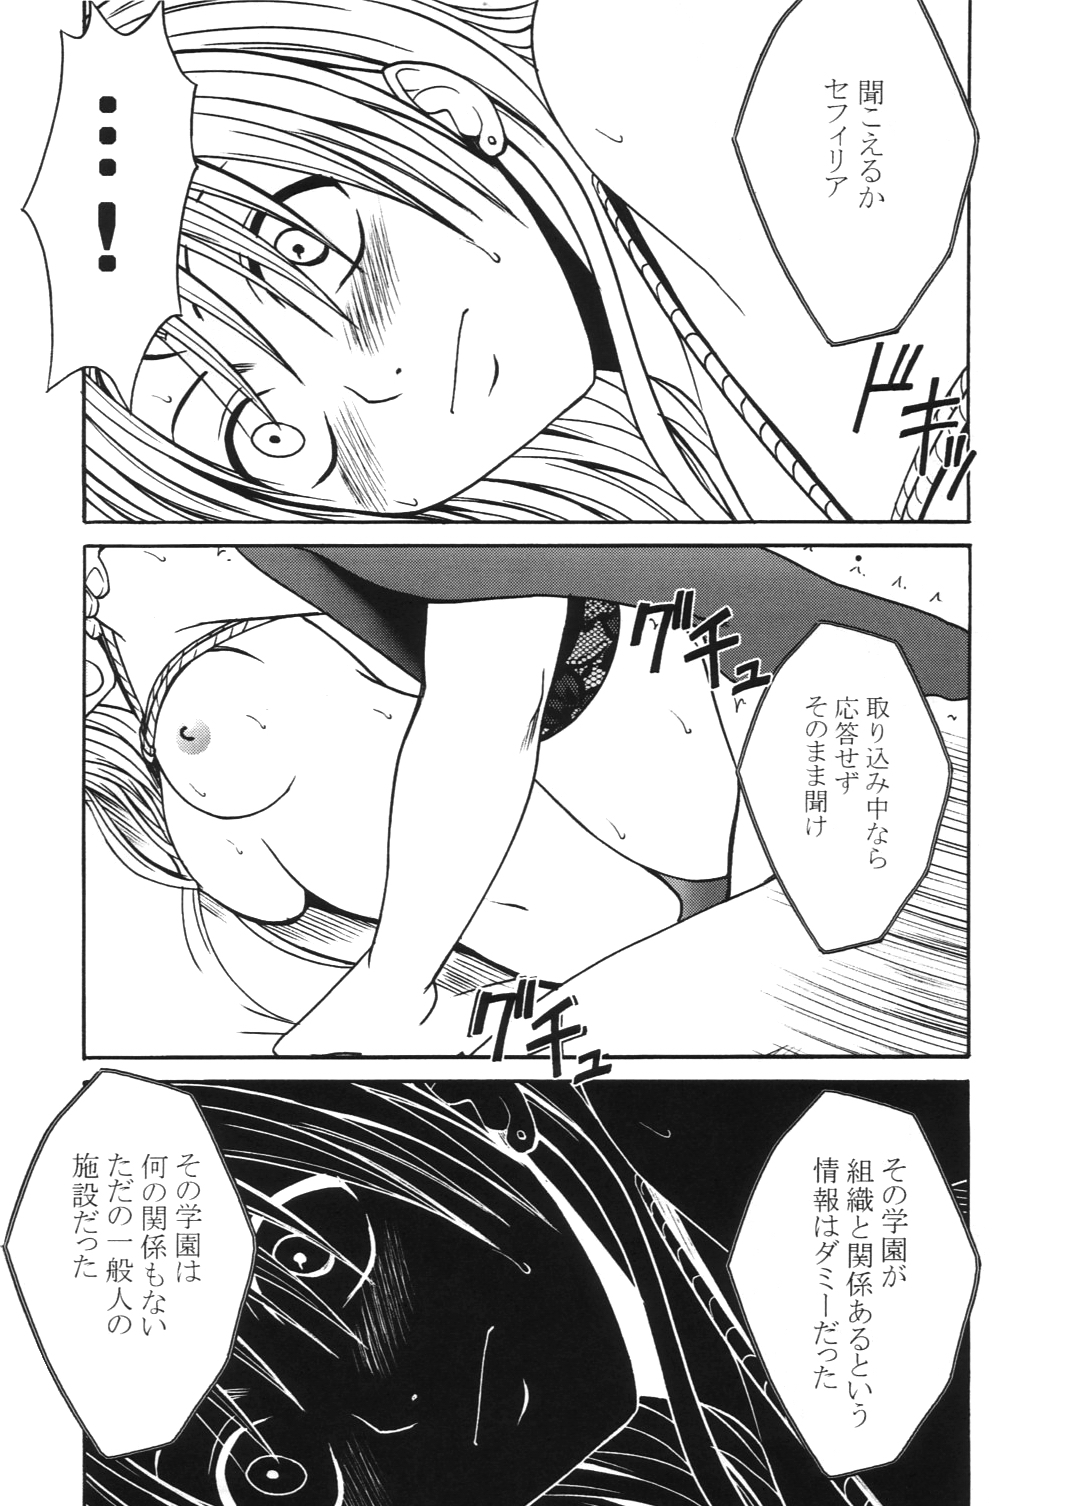 聞こえるか
セフィリア
……！
ドキッ
グチュ
取り込み中なら
応答せず
そのまま聞け
グチュ
その学園が
組織と関係あるという
情報はダミーだった
その学園は
何の関係もない
ただの一般人の
施設だった